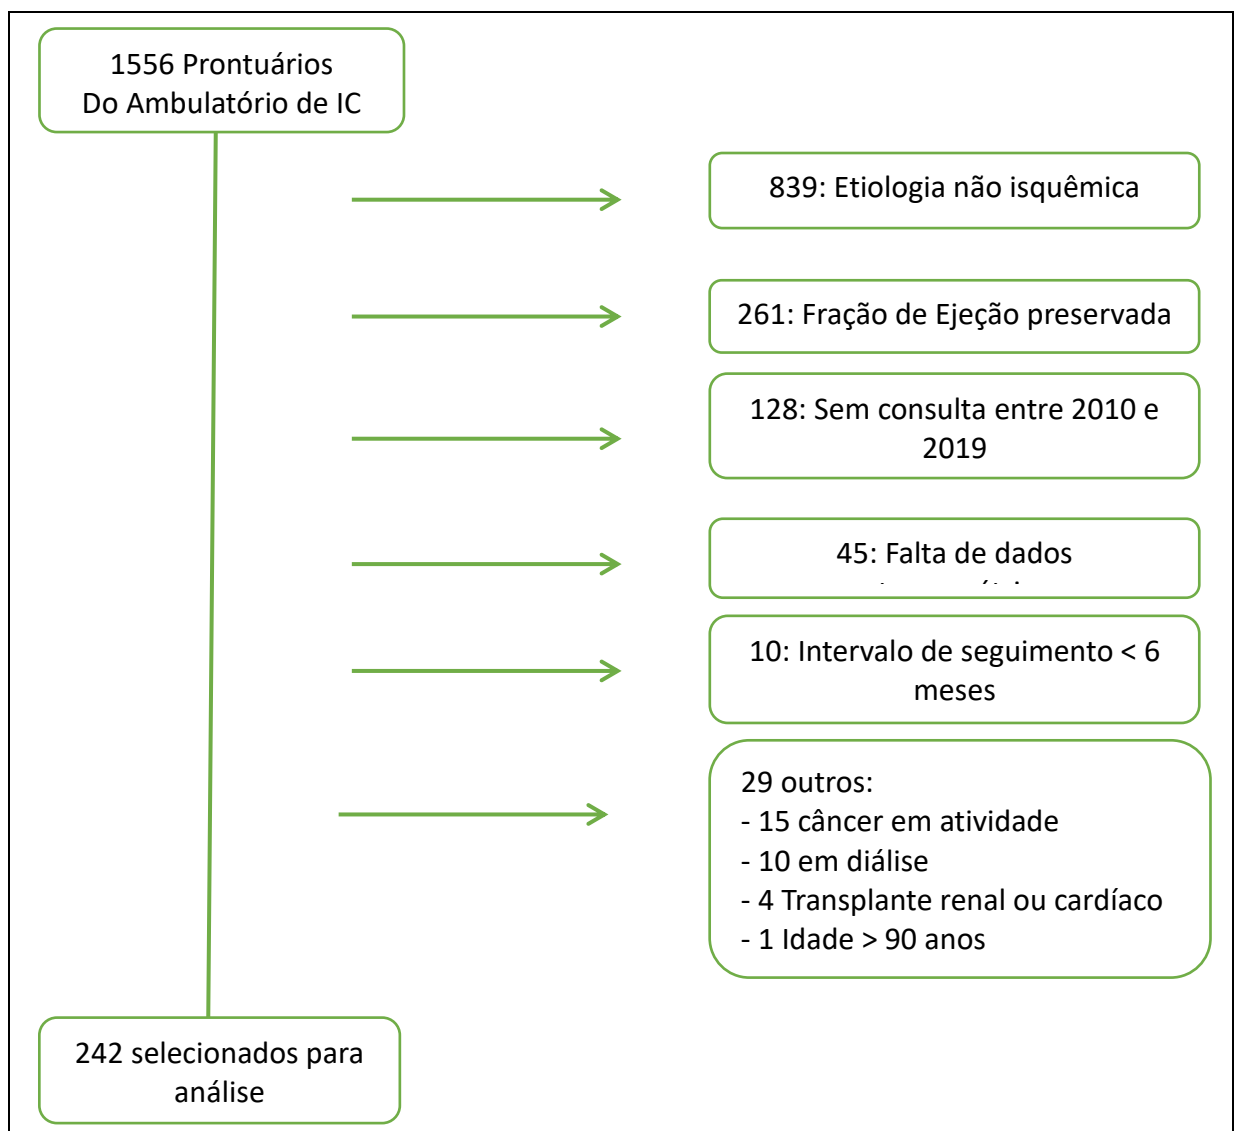 1556 Prontuários
Do Ambulatório de IC
839: Etiologia não isquêmica
261: Fração de Ejeção preservada
128: Sem consulta entre 2010 e
2019
45: Falta de dados
10: Intervalo de seguimento < 6
meses
29 outros:
- 15 câncer em atividade
- 10 em diálise
- 4 Transplante renal ou cardíaco
- 1 Idade > 90 anos
242 selecionados para
análise